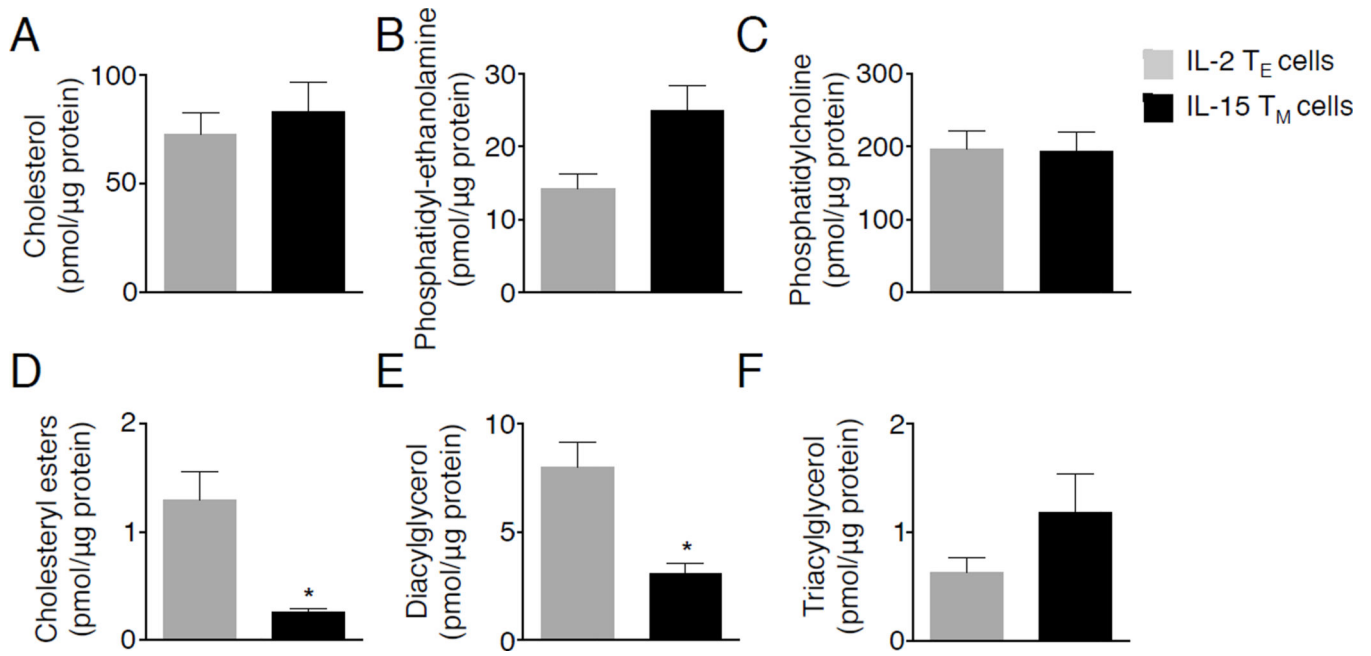 A
Cholesterol
(pmol/µg protein)
100
50
0
B
Phosphatidyl-ethanolamine
(pmol/µg protein)
30
20
10
0
C
Phosphatidylcholine
(pmol/µg protein)
300
200
100
0
IL-2 TE cells
IL-15 TM cells
D
Cholesteryl esters
(pmol/µg protein)
2
1
0
*
E
Diacylglycerol
(pmol/µg protein)
10
5
0
*
F
Triacylglycerol
(pmol/µg protein)
2
1
0